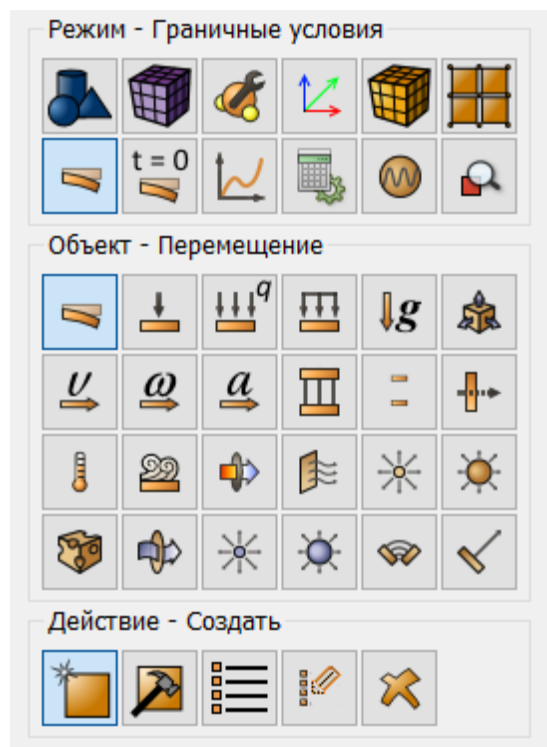 Режим - Граничные условия
t = 0
Объект - Перемещение
q
g
υ ω a
Действие - Создать